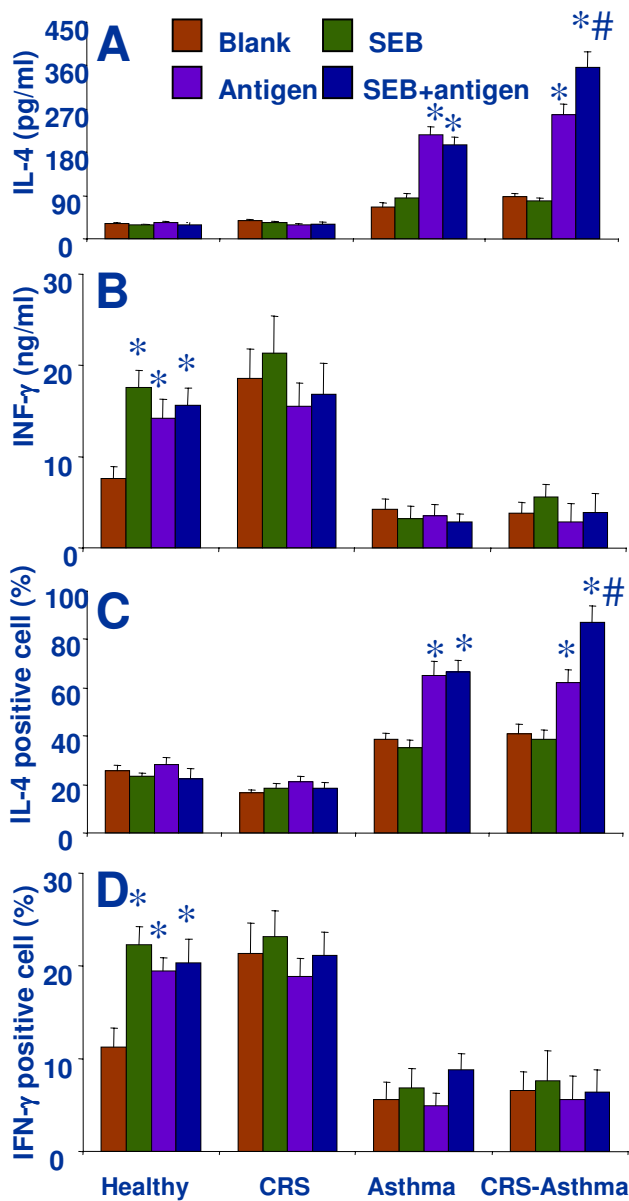 A
Blank
SEB
Antigen
SEB+antigen
IL-4 (pg/ml)
450
360
270
180
90
0
* *
* *#
B
INF-γ (ng/ml)
30
20
10
0
* * *
C
IL-4 positive cell (%)
100
80
60
40
20
0
* *
* *#
D
IFN-γ positive cell (%)
30
20
10
0
* * *
Healthy CRS Asthma CRS-Asthma